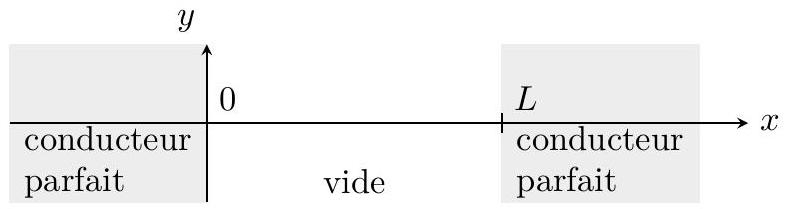 y
0
L
x
conducteur
parfait
vide
conducteur
parfait